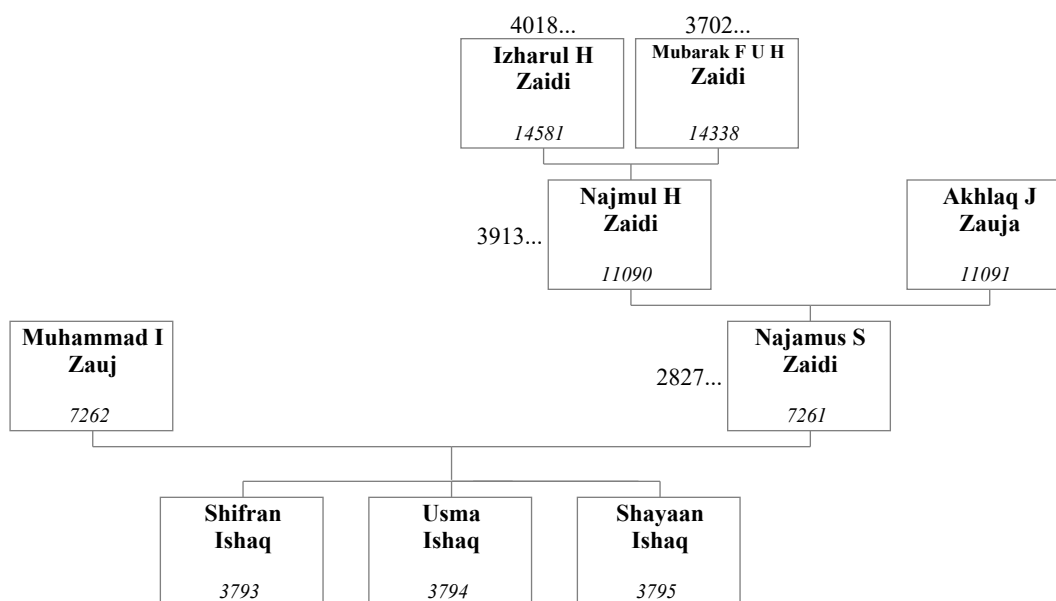 4018...
3702...
Izharul H
Zaidi
14581
Mubarak F U H
Zaidi
14338
3913...
Najmul H
Zaidi
11090
Akhlaq J
Zauja
11091
Muhammad I
Zauj
7262
2827...
Najamus S
Zaidi
7261
Shifran
Ishaq
3793
Usma
Ishaq
3794
Shayaan
Ishaq
3795